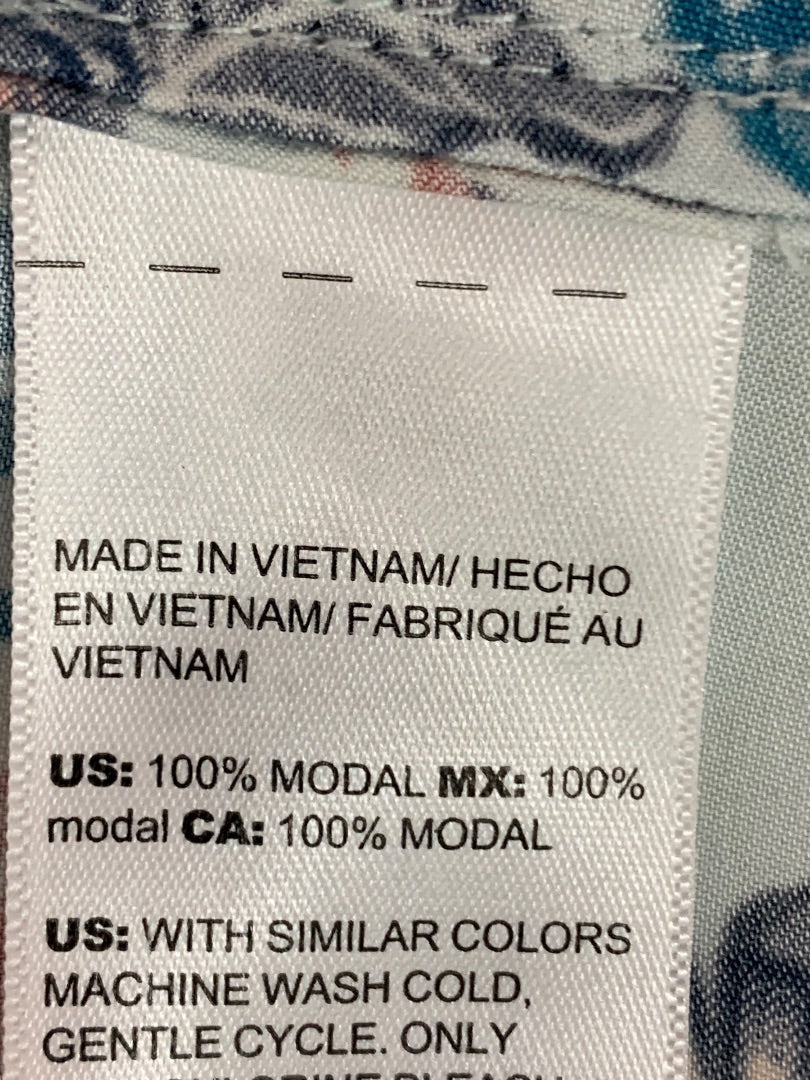 MADE IN VIETNAM/ HECHO
EN VIETNAM/ FABRIQUÉ AU
VIETNAM
US: 100% MODAL MX: 100%
modal CA: 100% MODAL
US: WITH SIMILAR COLORS
MACHINE WASH COLD,
GENTLE CYCLE. ONLY
BLEACH